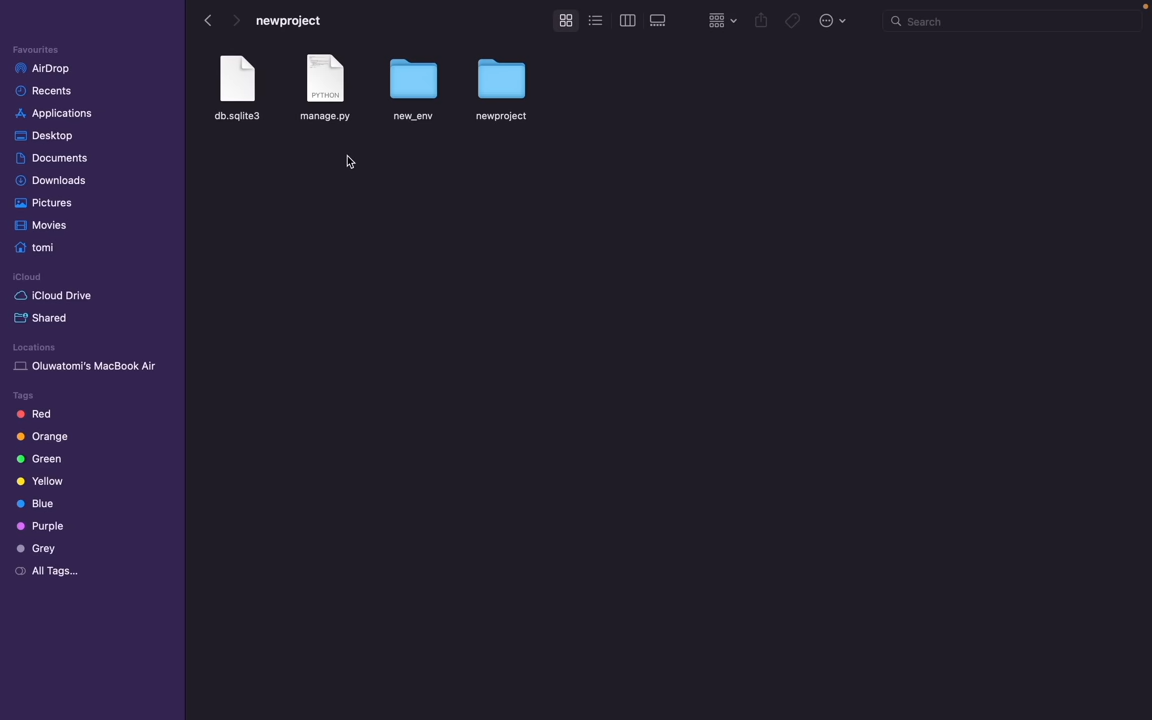 newproject
Search
Favourites
AirDrop
Recents
Applications
Desktop
Documents
Downloads
Pictures
Movies
tomi
iCloud
iCloud Drive
Shared
Locations
Oluwatomi's MacBook Air
Tags
Red
Orange
Green
Yellow
Blue
Purple
Grey
All Tags...
PYTHON
db.sqlite3 manage.py new_env newproject